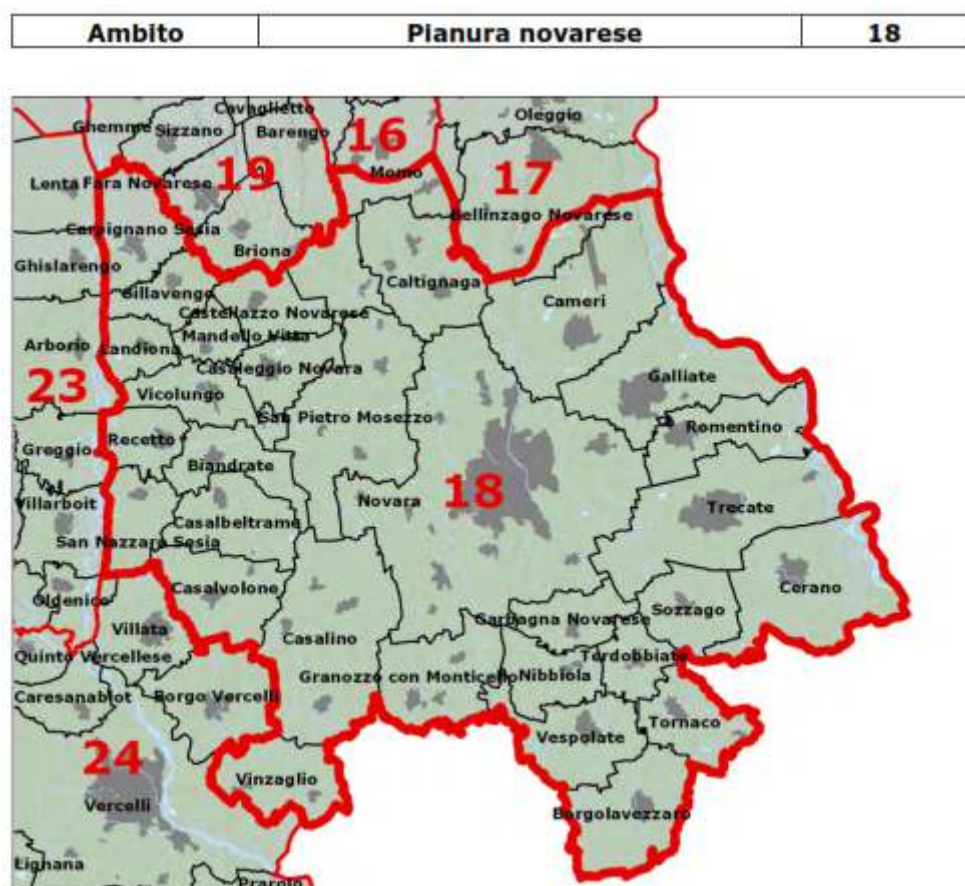 Ambito Pianura novarese 18
Cavaglietto
Oleggio
Ghemme Sizzano Barengo 16
Momo
Lenta Fara Novarese 19 17
Bellinzago Novarese
Carpignano Sesia
Briona
Ghislarengo
Caltignaga
Sillavengo
Cameri
Castellazzo Novarese
Mandello Vitta
Arborio Landiona
Casaleggio Novara
23
Galliate
Vicolungo
San Pietro Mosezzo
Romentino
Recetto
Greggio
Biandrate
18
Novara
Villarboit
Trecate
Casalbeltrame
San Nazzaro Sesia
Casalvolone
Cerano
Oldenico
Sozzago
Garbagna Novarese
Villata
Casalino
Quinto Vercellese
Terdobbiate
Granozzo con Monticello Nibbiola
Caresanablot Borgo Vercelli
Tornaco
Vespolate
24
Vinzaglio
Vercelli
Borgolavezzaro
Lignana
Prarolo